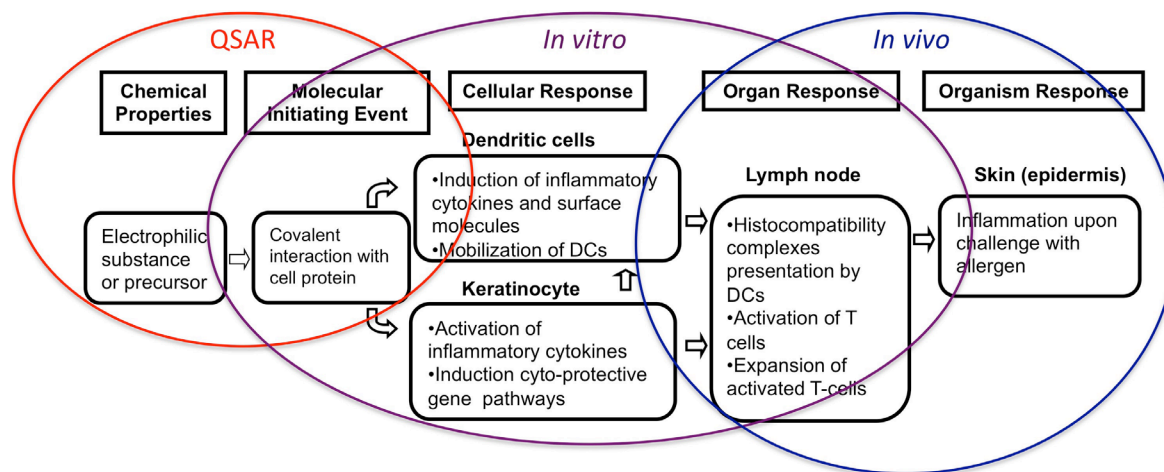 QSAR
In vitro
In vivo
Chemical
Properties
Molecular
Initiating Event
Cellular Response
Organ Response
Organism Response
Dendritic cells
•Induction of inflammatory
cytokines and surface
molecules
•Mobilization of DCs
Lymph node
Skin (epidermis)
Electrophilic
substance
or precursor
Covalent
interaction with
cell protein
•Histocompatibility
complexes
presentation by
DCs
•Activation of T
cells
•Expansion of
activated T-cells
Inflammation upon
challenge with
allergen
Keratinocyte
•Activation of
inflammatory cytokines
•Induction cyto-protective
gene pathways